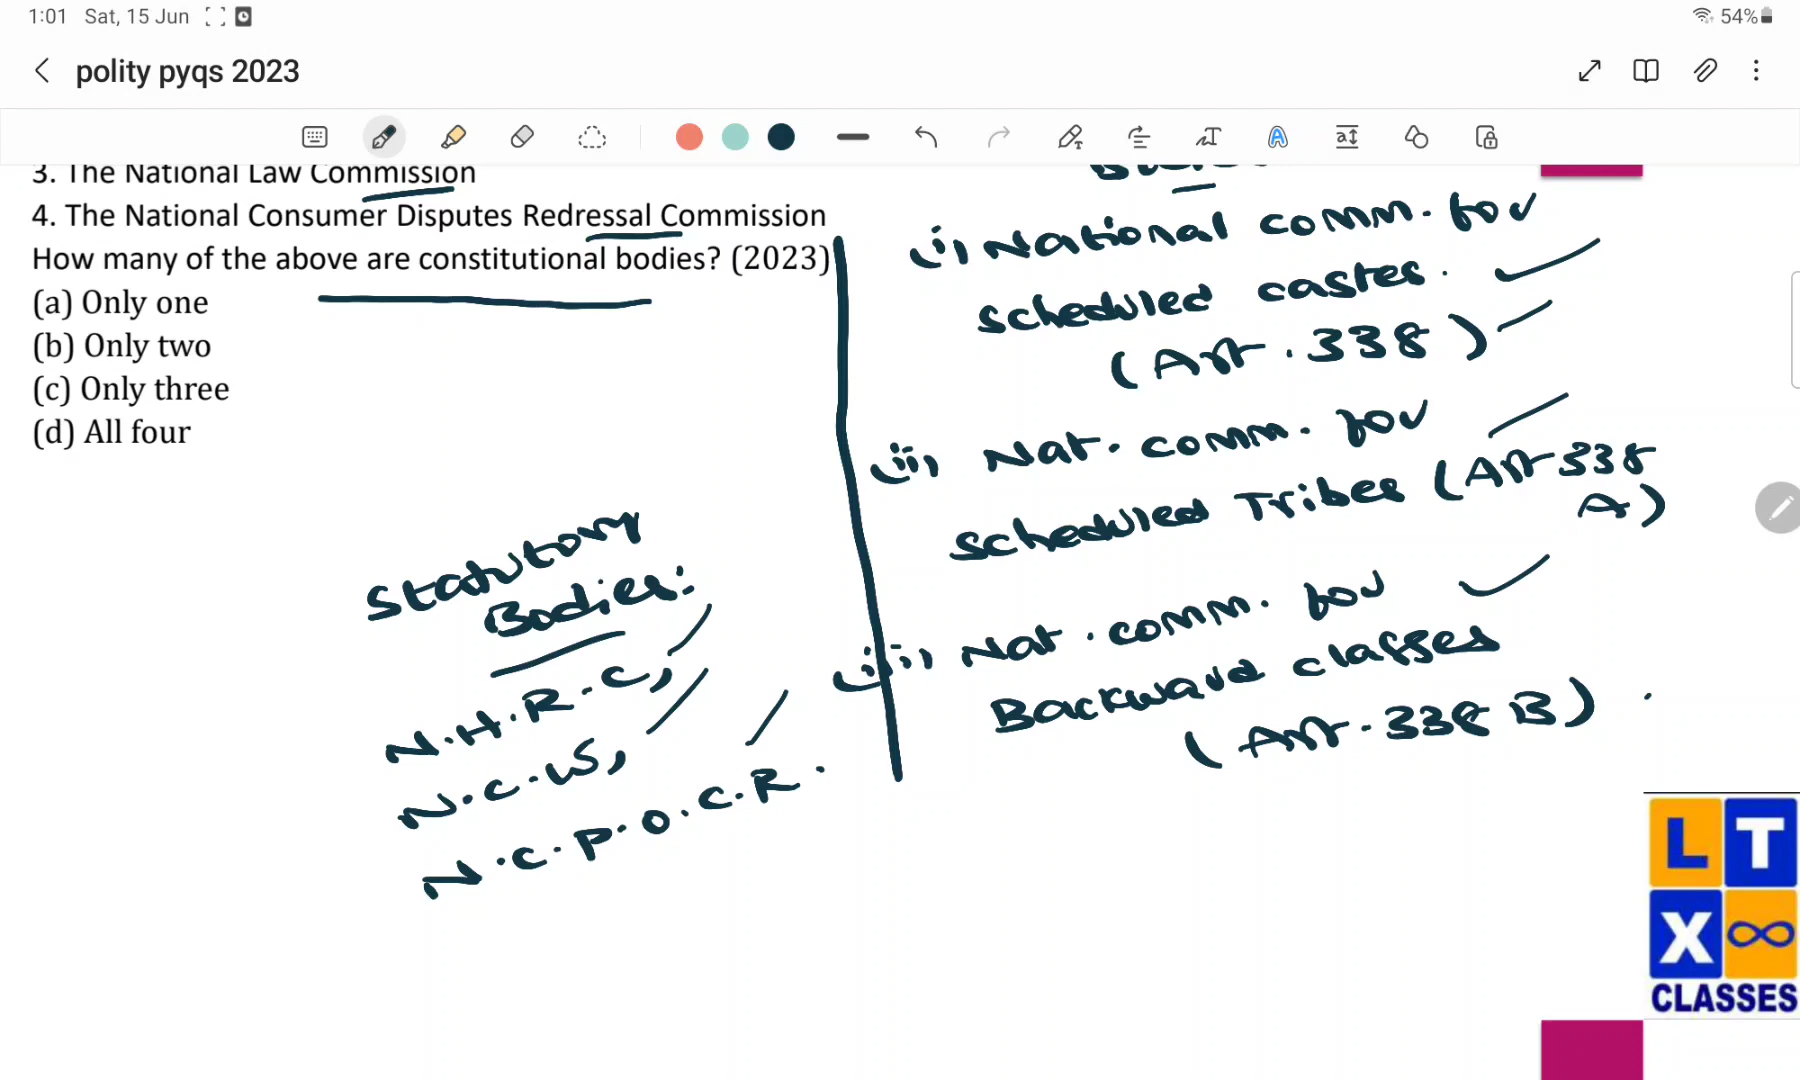 1:01 Sat, 15 Jun
54%
polity pyqs 2023
3. The National Law Commission
4. The National Consumer Disputes Redressal Commission
How many of the above are constitutional bodies? (2023)
(a) Only one
(b) Only two
(c) Only three
(d) All four
Statutory
Bodies:
N.H.R.C,
N.C.W,
N.C.P.O.C.R.
(i) National comm. for
scheduled castes.
(Art. 338)
(ii) Nat. comm. for
scheduled Tribes (Art 338
A)
(iii) Nat. comm. for
Backward classes
(Art. 338 B)
LT
X∞
CLASSES